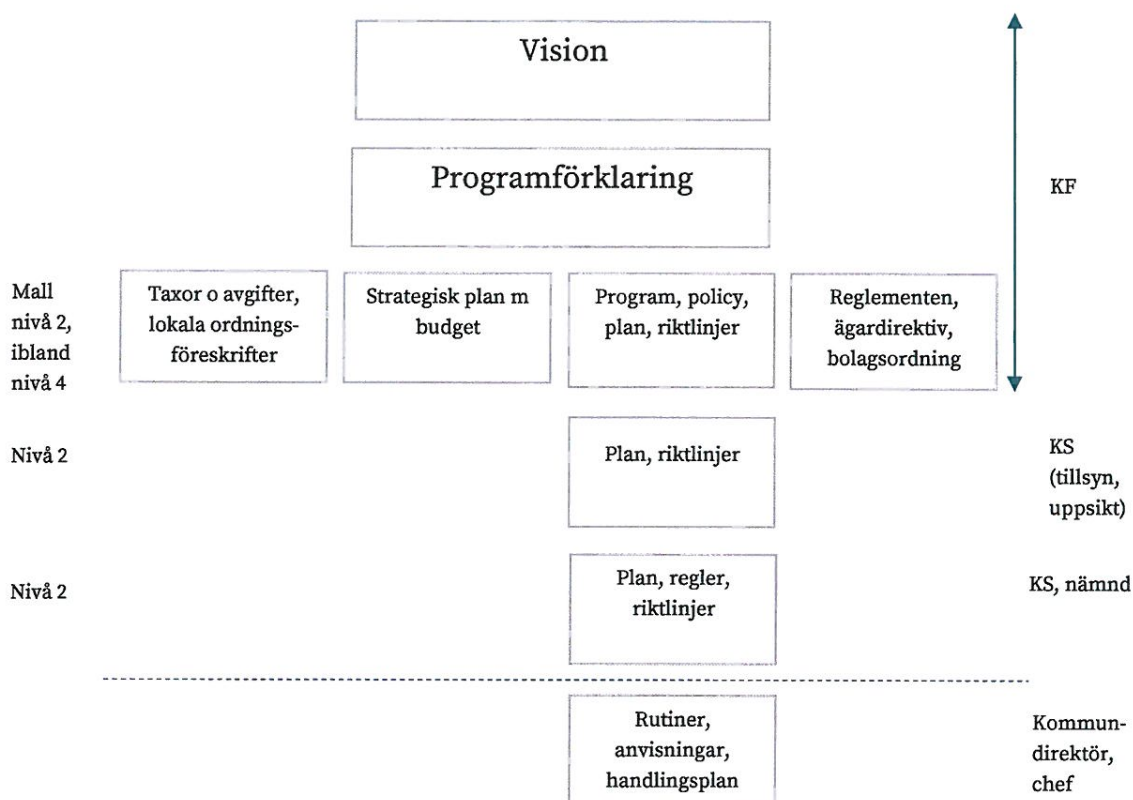 Vision
Programförklaring
KF
Mall
nivå 2,
ibland
nivå 4
Taxor o avgifter,
lokala ordnings-
föreskrifter
Strategisk plan m
budget
Program, policy,
plan, riktlinjer
Reglementen,
ägardirektiv,
bolagsordning
Nivå 2
Plan, riktlinjer
KS
(tillsyn,
uppsikt)
Nivå 2
Plan, regler,
riktlinjer
KS, nämnd
Rutiner,
anvisningar,
handlingsplan
Kommun-
direktör,
chef